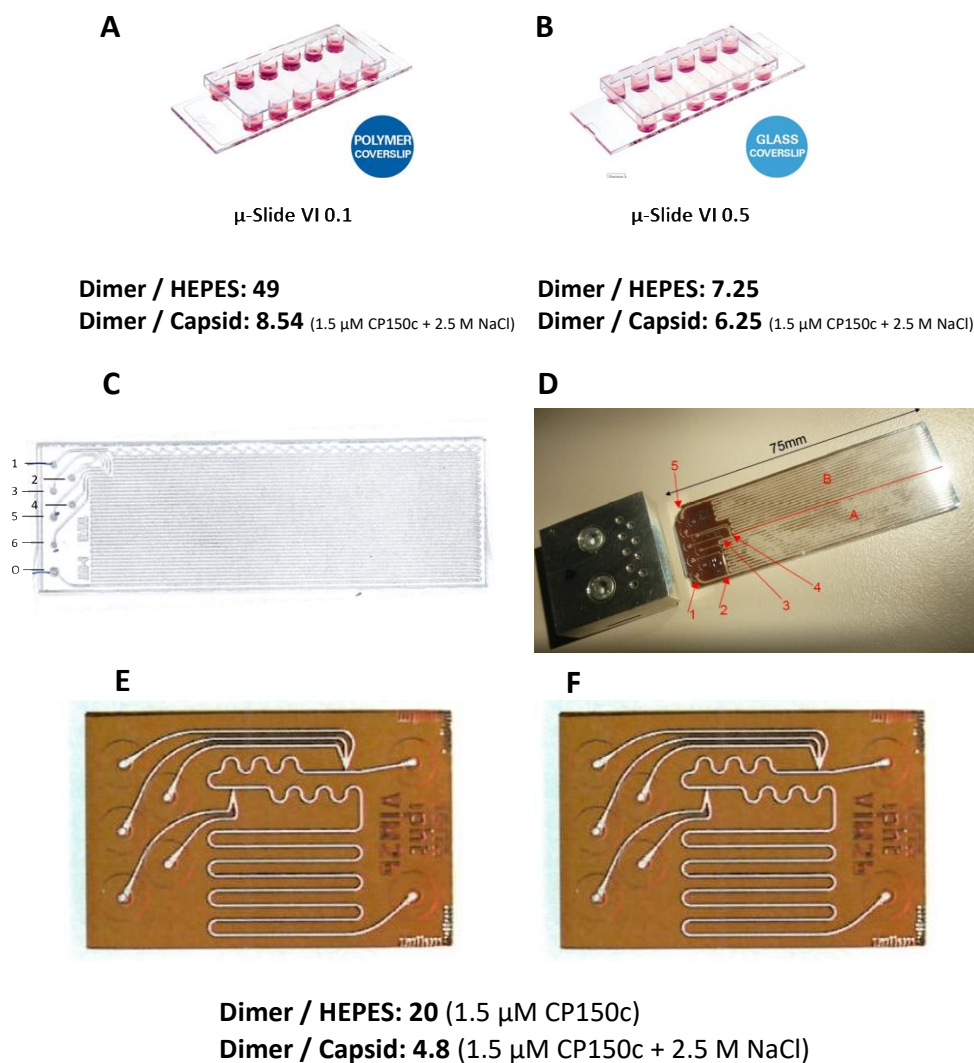 A
B
POLYMER
COVERSLIP
GLASS
COVERSLIP
µ-Slide VI 0.1
µ-Slide VI 0.5
Dimer / HEPES: 49
Dimer / Capsid: 8.54 (1.5 µM CP150c + 2.5 M NaCl)
Dimer / HEPES: 7.25
Dimer / Capsid: 6.25 (1.5 µM CP150c + 2.5 M NaCl)
C
D
1
2
3
4
5
6
O
75mm
5
B
A
4
3
2
1
E
F
Dimer / HEPES: 20 (1.5 µM CP150c)
Dimer / Capsid: 4.8 (1.5 µM CP150c + 2.5 M NaCl)